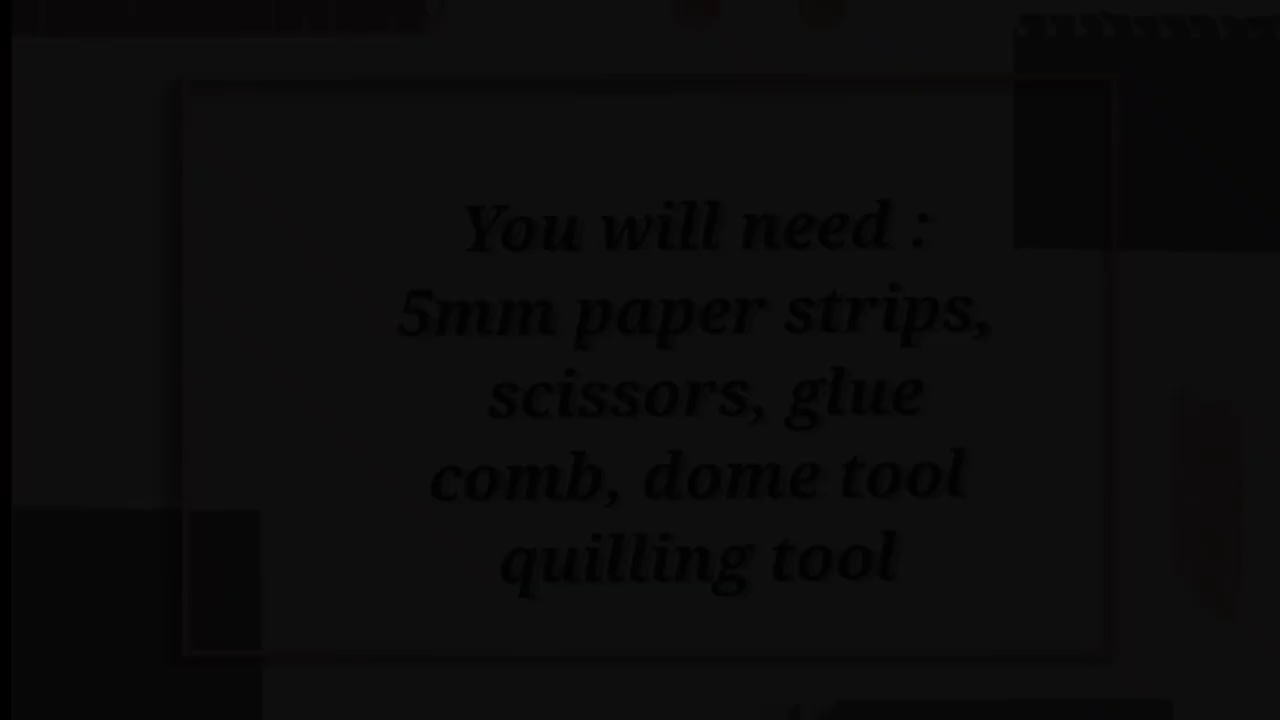 You will need :
5mm paper strips,
scissors, glue
comb, dome tool
quilling tool